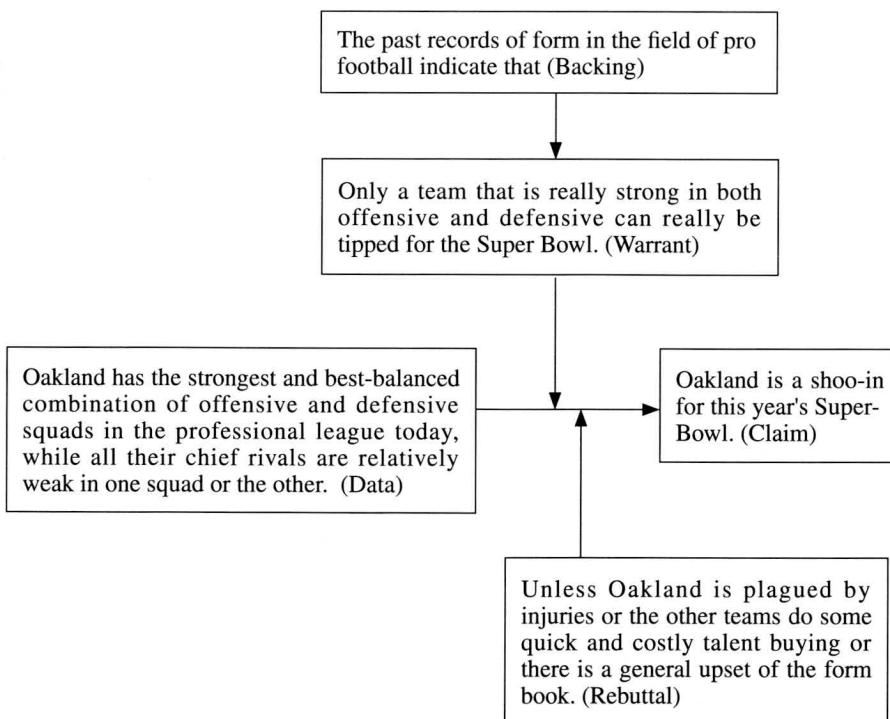 The past records of form in the field of pro
football indicate that (Backing)
Only a team that is really strong in both
offensive and defensive can really be
tipped for the Super Bowl. (Warrant)
Oakland has the strongest and best-balanced
combination of offensive and defensive
squads in the professional league today,
while all their chief rivals are relatively
weak in one squad or the other. (Data)
Oakland is a shoo-in
for this year's Super-
Bowl. (Claim)
Unless Oakland is plagued by
injuries or the other teams do some
quick and costly talent buying or
there is a general upset of the form
book. (Rebuttal)